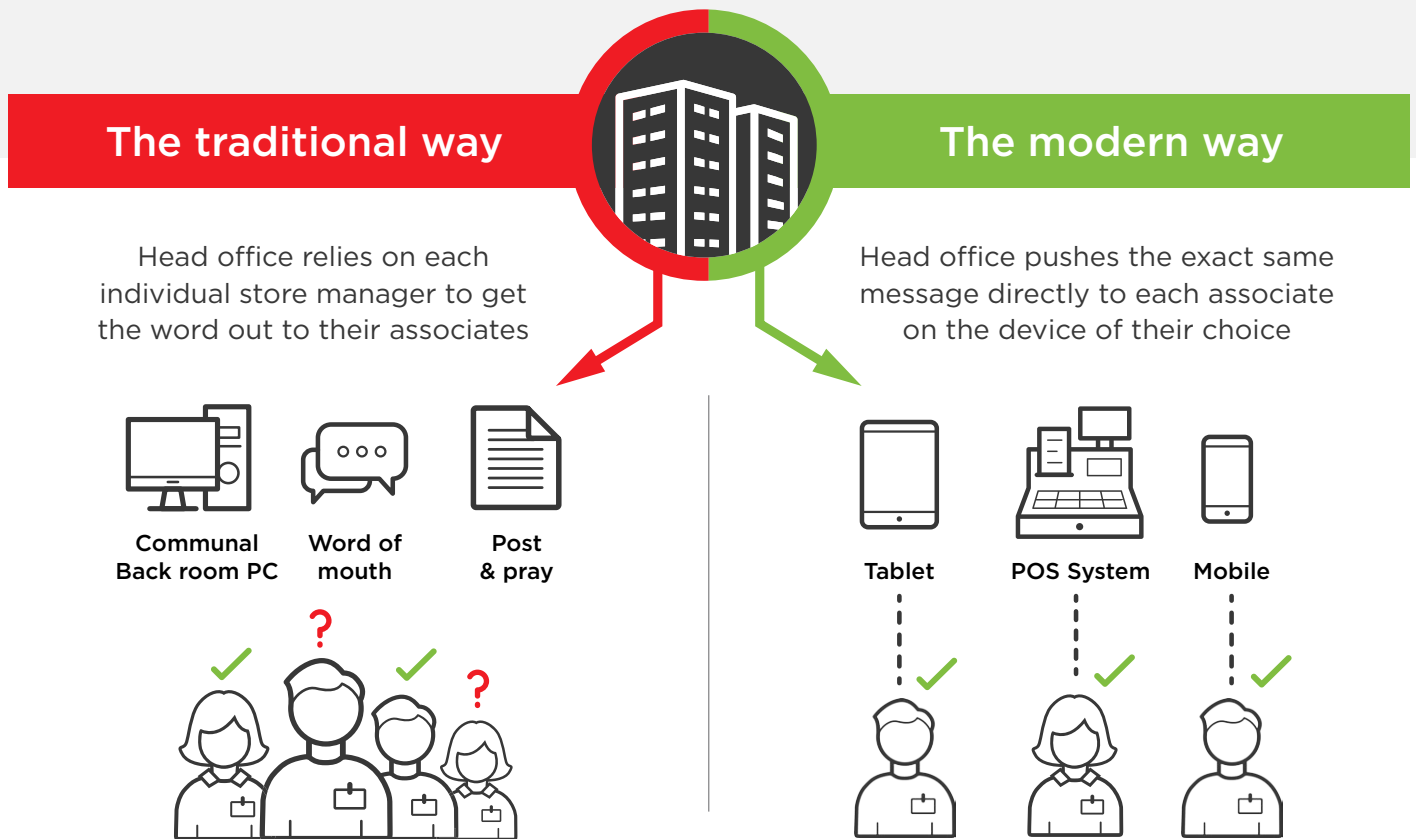 The traditional way
The modern way
Head office relies on each
individual store manager to get
the word out to their associates
Head office pushes the exact same
message directly to each associate
on the device of their choice
Communal
Back room PC
Word of
mouth
Post
& pray
Tablet
POS System
Mobile
?
?